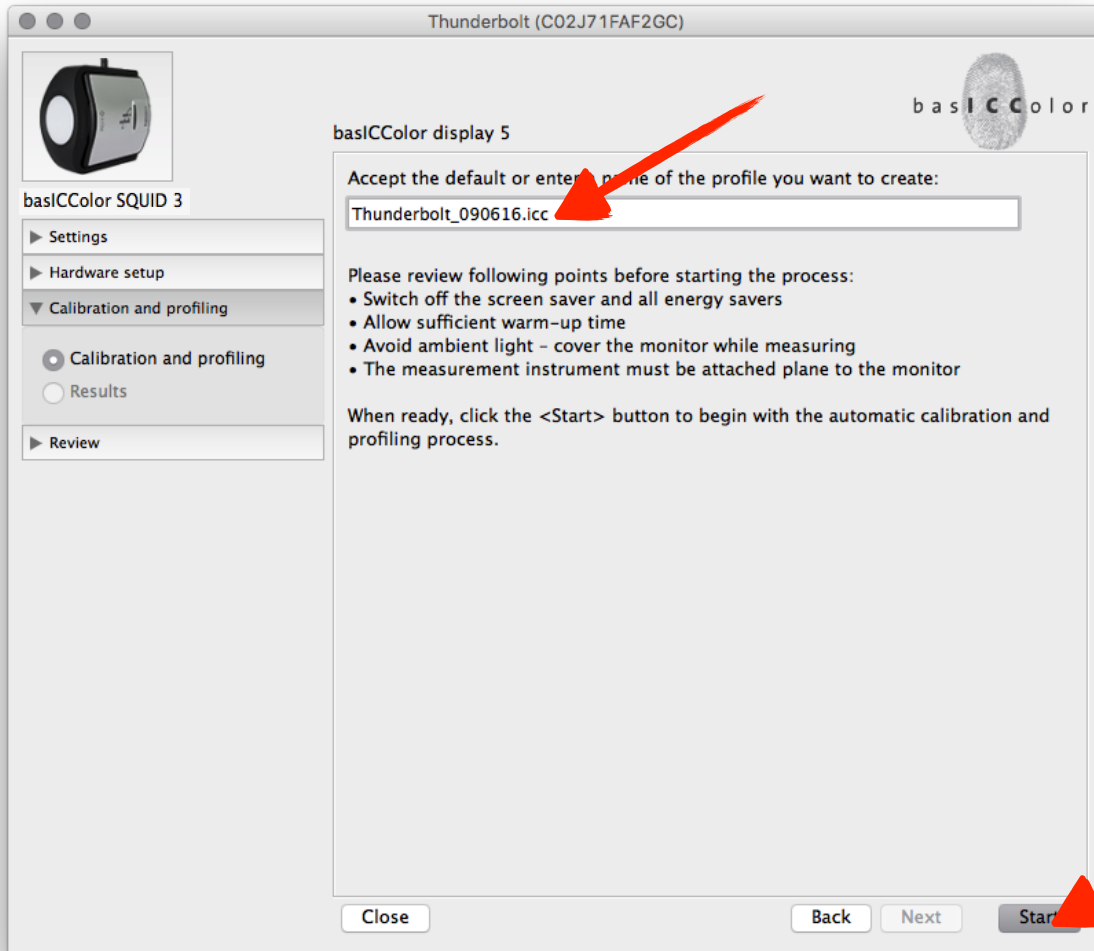 Thunderbolt (C02J71FAF2GC)
basICColor
basICColor display 5
basICColor SQUID 3
Settings
Hardware setup
Calibration and profiling
Calibration and profiling
Results
Review
Accept the default or enter name of the profile you want to create:
Thunderbolt_090616.icc
Please review following points before starting the process:
• Switch off the screen saver and all energy savers
• Allow sufficient warm-up time
• Avoid ambient light - cover the monitor while measuring
• The measurement instrument must be attached plane to the monitor
When ready, click the <Start> button to begin with the automatic calibration and
profiling process.
Close
Back
Next
Start